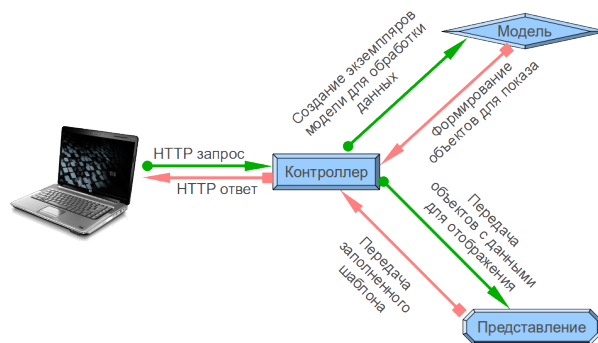 Модель
Создание экземпляров
модели для обработки
данных
Формирование
объектов для показа
HTTP запрос
HTTP ответ
Контроллер
Передача
объектов с данными
для отображения
Передача
заполненного
шаблона
Представление